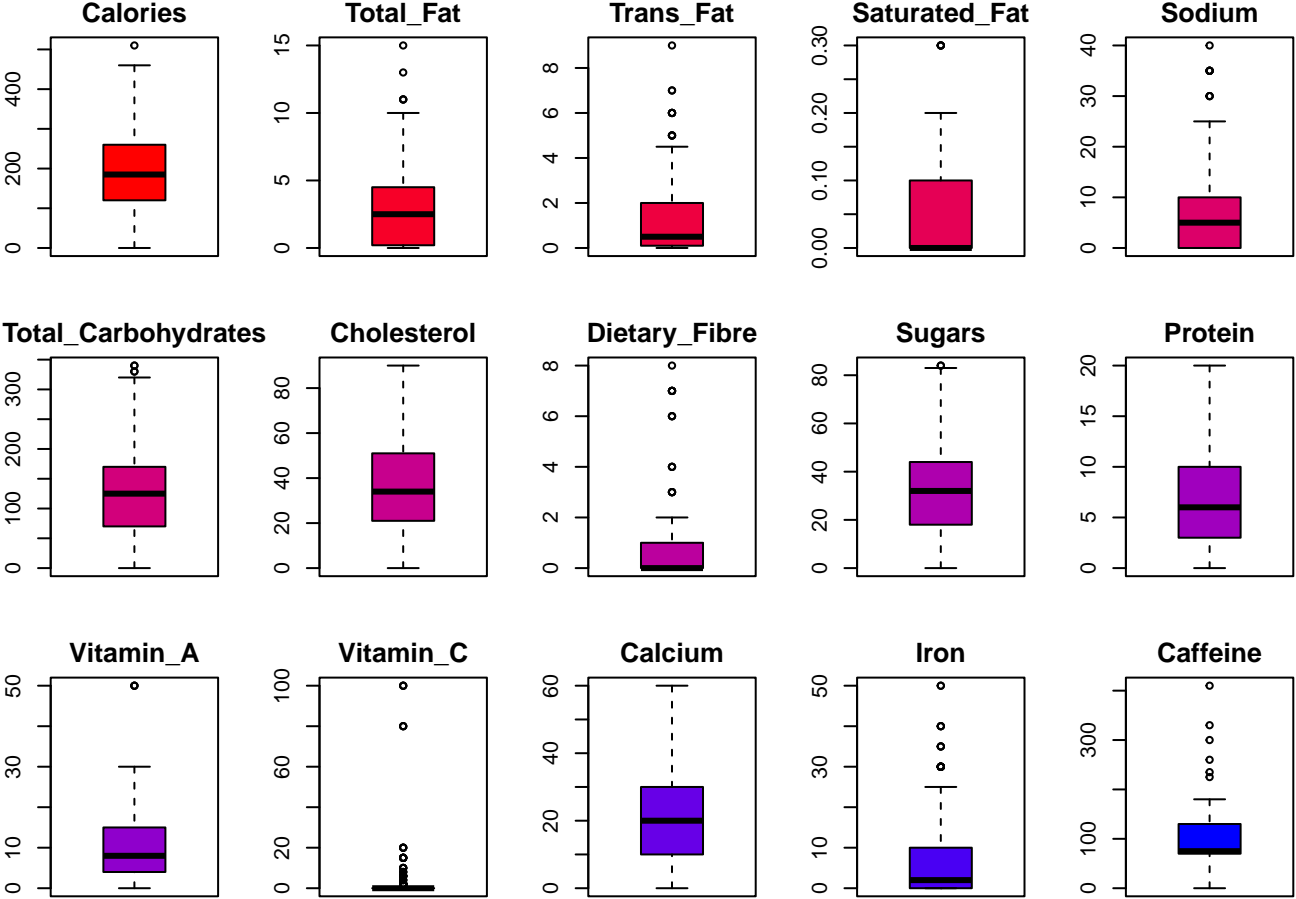 Calories Total_Fat Trans_Fat Saturated_Fat Sodium
0 200 400
0 5 10 15
0 2 4 6 8
0.00 0.10 0.20 0.30
0 10 20 30 40
Total_Carbohydrates Cholesterol Dietary_Fibre Sugars Protein
0 100 200 300
0 20 40 60 80
0 2 4 6 8
0 20 40 60 80
0 5 10 15 20
Vitamin_A Vitamin_C Calcium Iron Caffeine
0 10 30 50
0 20 60 100
0 20 40 60
0 10 30 50
0 100 300